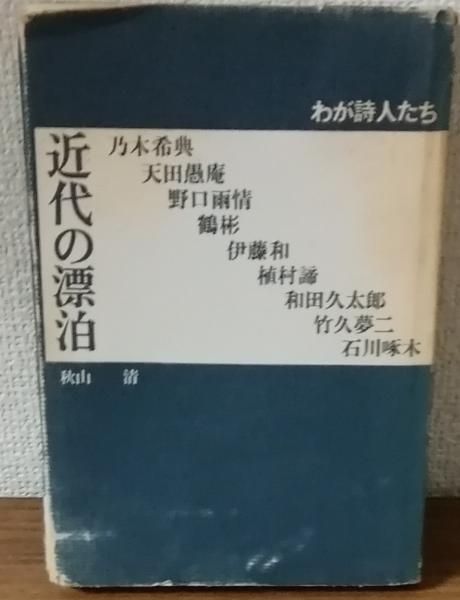 わが詩人たち
近代の漂泊
乃木希典
天田愚庵
野口雨情
鶴彬
伊藤和
植村諦
和田久太郎
竹久夢二
石川啄木
秋山 清